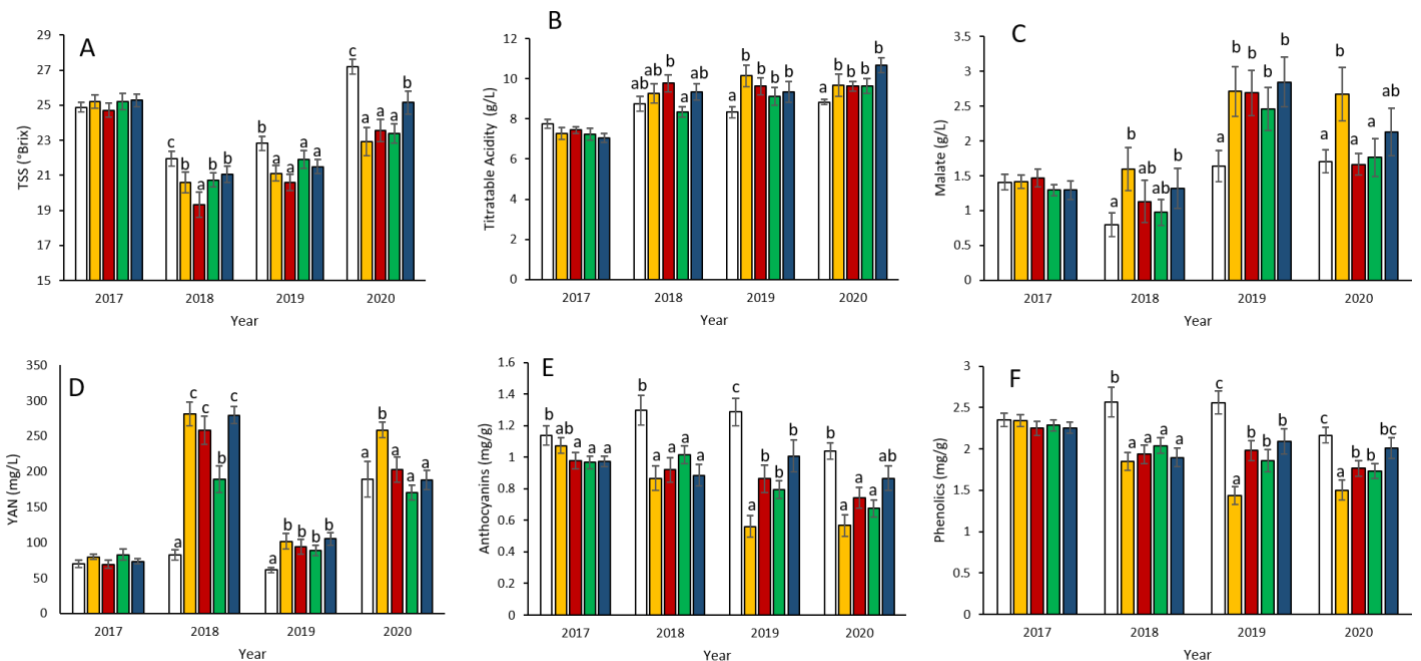 A
TSS (°Brix)
29
27
25
23
21
19
17
15
c
b
a
b
b
b
a
a
a
a
c
a
a
a
b
2017
2018
2019
2020
Year
B
Titratable Acidity (g/L)
12
10
8
6
4
2
0
ab
ab
b
a
ab
a
b
b
b
b
a
b
b
b
b
2017
2018
2019
2020
Year
C
Malate (g/L)
3.5
3
2.5
2
1.5
1
0.5
0
a
b
ab
ab
b
a
b
b
b
b
a
b
a
a
ab
2017
2018
2019
2020
Year
D
YAN (mg/L)
350
300
250
200
150
100
50
0
a
c
c
b
c
a
b
b
b
b
a
b
a
a
a
2017
2018
2019
2020
Year
E
Anthocyanins (mg/g)
1.6
1.4
1.2
1
0.8
0.6
0.4
0.2
0
b
ab
a
a
a
b
a
a
a
a
c
a
b
b
b
b
a
a
a
ab
2017
2018
2019
2020
Year
F
Phenolics (mg/g)
3
2.5
2
1.5
1
0.5
0
b
a
a
a
a
c
a
b
b
b
c
a
b
b
bc
2017
2018
2019
2020
Year